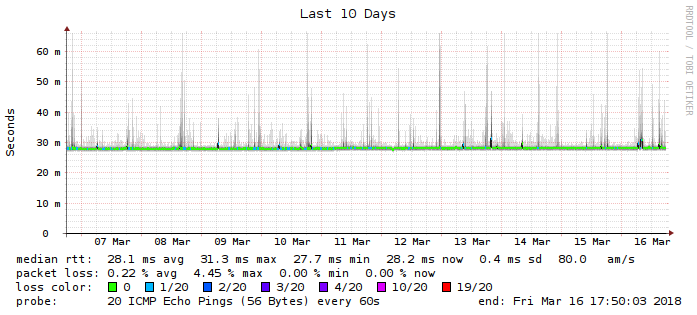 Last 10 Days
RRDTOOL / TOBI OETIKER
Seconds
60 m
50 m
40 m
30 m
20 m
10 m
0
07 Mar 08 Mar 09 Mar 10 Mar 11 Mar 12 Mar 13 Mar 14 Mar 15 Mar 16 Mar
median rtt: 28.1 ms avg 31.3 ms max 27.7 ms min 28.2 ms now 0.4 ms sd 80.0 am/s
packet loss: 0.22 % avg 4.45 % max 0.00 % min 0.00 % now
loss color: 0 1/20 2/20 3/20 4/20 10/20 19/20
probe: 20 ICMP Echo Pings (56 Bytes) every 60s end: Fri Mar 16 17:50:03 2018